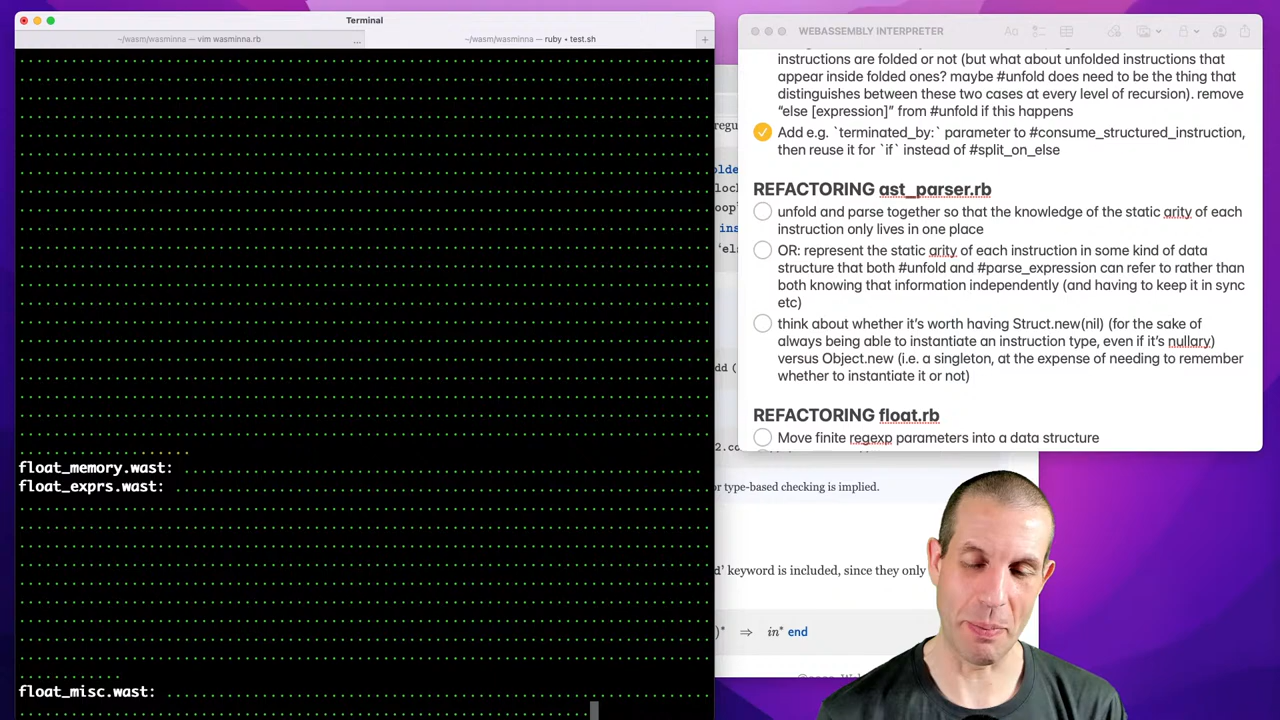 Terminal
~/wasm/wasminna — vim wasminna.rb
...
~/wasm/wasminna — ruby • test.sh
+
float_memory.wast:
float_exprs.wast:
float_misc.wast:
WEBASSEMBLY INTERPRETER
Aa
instructions are folded or not (but what about unfolded instructions that
appear inside folded ones? maybe #unfold does need to be the thing that
distinguishes between these two cases at every level of recursion). remove
“else [expression]” from #unfold if this happens
Add e.g. `terminated_by:` parameter to #consume_structured_instruction,
then reuse it for `if` instead of #split_on_else
REFACTORING ast_parser.rb
unfold and parse together so that the knowledge of the static arity of each
instruction only lives in one place
OR: represent the static arity of each instruction in some kind of data
structure that both #unfold and #parse_expression can refer to rather than
both knowing that information independently (and having to keep it in sync
etc)
think about whether it’s worth having Struct.new(nil) (for the sake of
always being able to instantiate an instruction type, even if it’s nullary)
versus Object.new (i.e. a singleton, at the expense of needing to remember
whether to instantiate it or not)
REFACTORING float.rb
Move finite regexp parameters into a data structure
or type-based checking is implied.
d’ keyword is included, since they only
)* ⇒ in* end